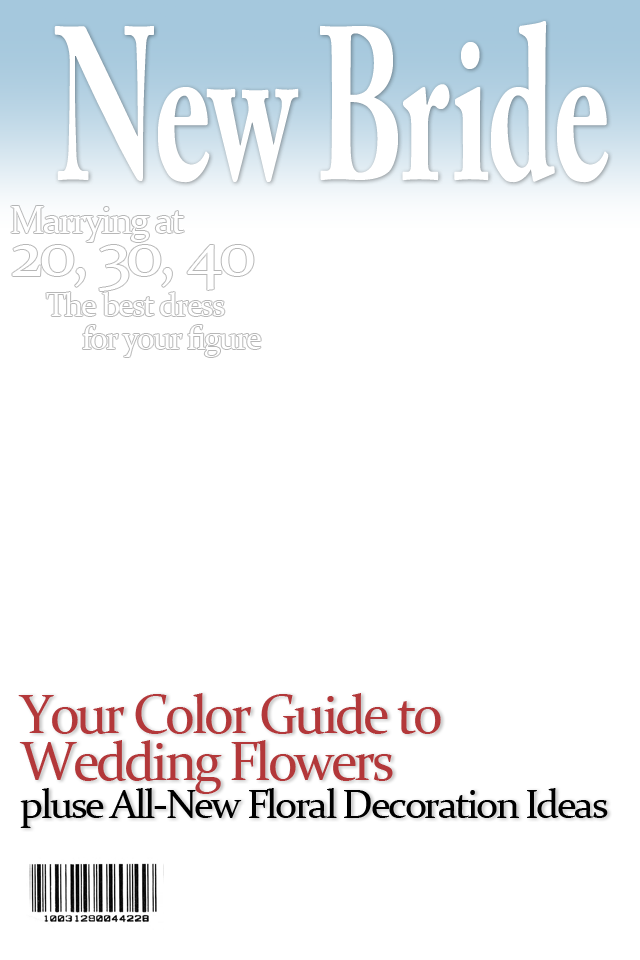 New Bride
Marrying at
20, 30, 40
The best dress
for your figure
Your Color Guide to
Wedding Flowers
pluse All-New Floral Decoration Ideas
10031280044228